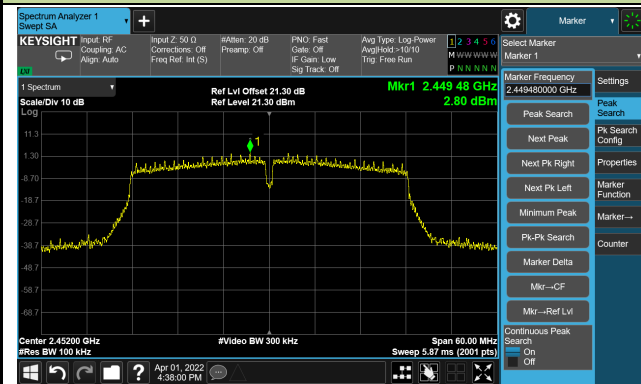 Spectrum Analyzer 1
Swept SA
Marker
KEYSIGHT
Input: RF
Coupling: AC
Align: Auto
Input Z: 50 Ω
Corrections: Off
Freq Ref: Int (S)
#Atten: 20 dB
Preamp: Off
PNO: Fast
Gate: Off
IF Gain: Low
Sig Track: Off
Avg Type: Log-Power
Avg|Hold:>10/10
Trig: Free Run
1 2 3 4 5 6
M W W W W W
P N N N N N
LXI
Select Marker
Marker 1
1 Spectrum
Scale/Div 10 dB
Log
Ref Lvl Offset 21.30 dB
Ref Level 21.30 dBm
Mkr1 2.449 48 GHz
2.80 dBm
11.3
1.30
-8.70
-18.7
-28.7
-38.7
-48.7
-58.7
-68.7
1
Center 2.45200 GHz
#Res BW 100 kHz
#Video BW 300 kHz
Span 60.00 MHz
Sweep 5.87 ms (2001 pts)
Marker Frequency
2.449480000 GHz
Peak Search
Next Peak
Next Pk Right
Next Pk Left
Minimum Peak
Pk-Pk Search
Marker Delta
Mkr→CF
Mkr→Ref Lvl
Continuous Peak
Search
On
Off
Settings
Peak
Search
Pk Search
Config
Properties
Marker
Function
Marker→
Counter
Apr 01, 2022
4:38:00 PM